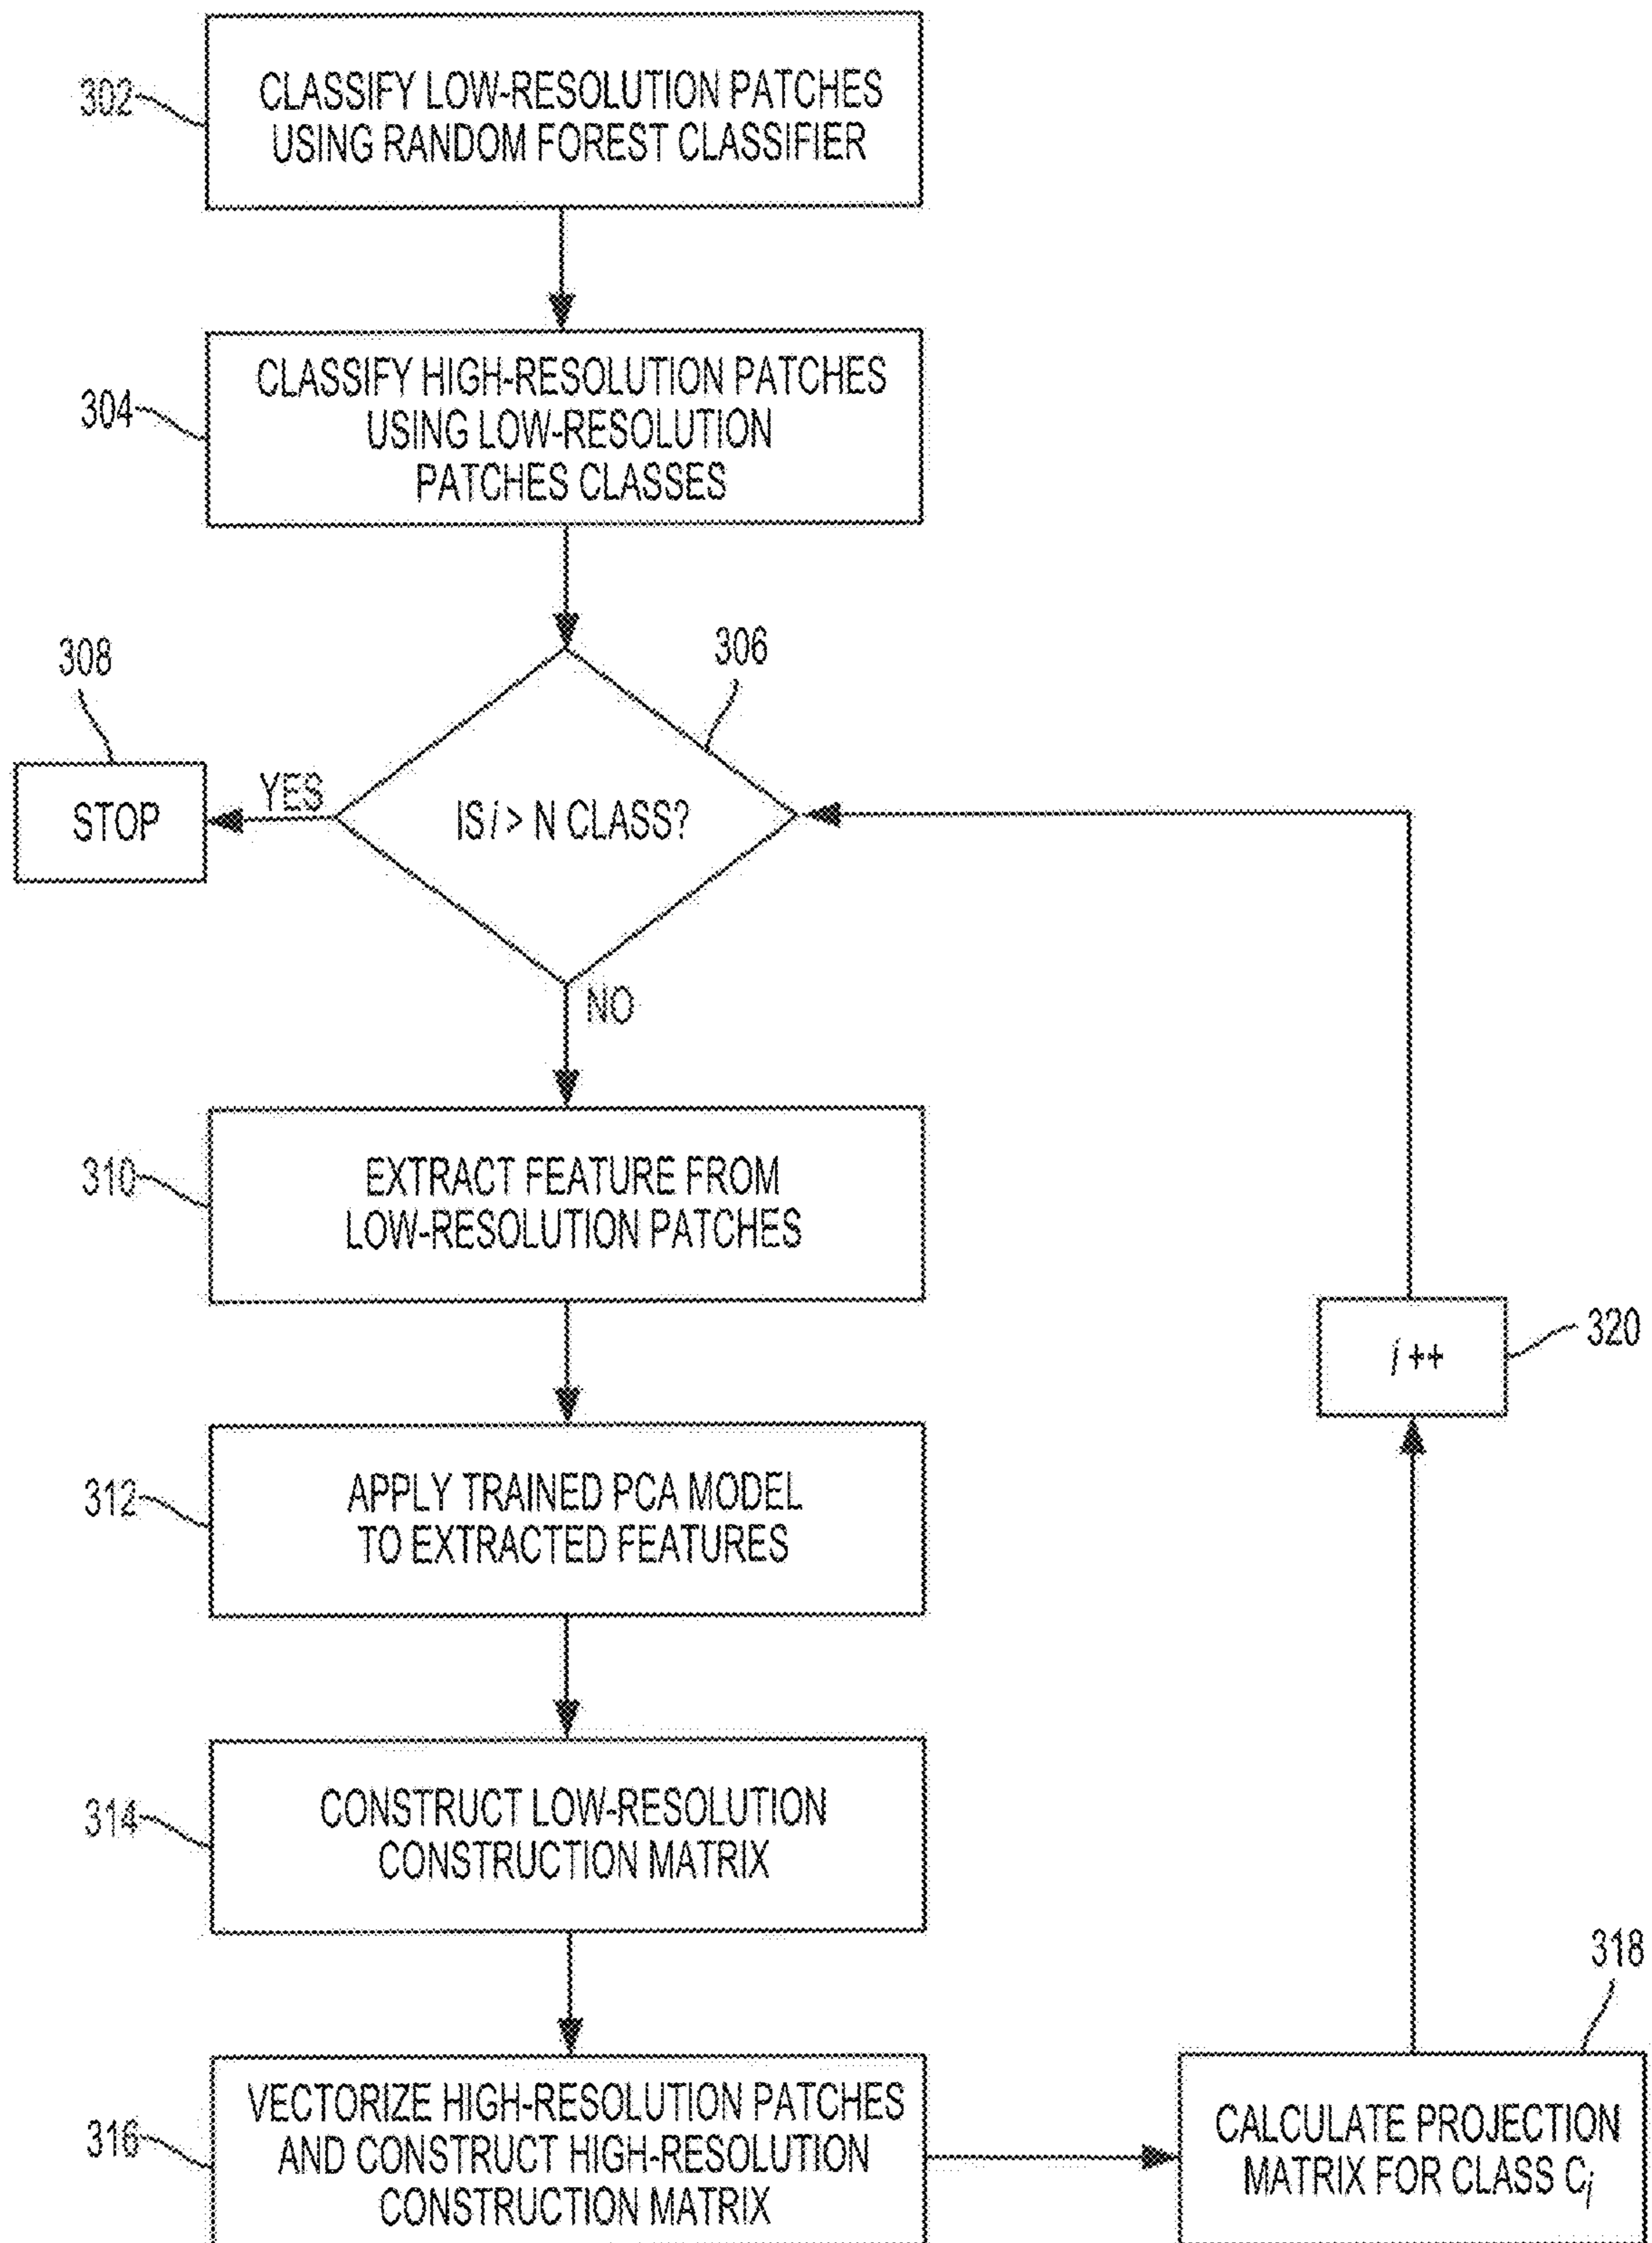 302
CLASSIFY LOW-RESOLUTION PATCHES
USING RANDOM FOREST CLASSIFIER
304
CLASSIFY HIGH-RESOLUTION PATCHES
USING LOW-RESOLUTION
PATCHES CLASSES
308
306
STOP
YES
IS i > N CLASS?
NO
310
EXTRACT FEATURE FROM
LOW-RESOLUTION PATCHES
i ++
320
312
APPLY TRAINED PCA MODEL
TO EXTRACTED FEATURES
314
CONSTRUCT LOW-RESOLUTION
CONSTRUCTION MATRIX
318
316
VECTORIZE HIGH-RESOLUTION PATCHES
AND CONSTRUCT HIGH-RESOLUTION
CONSTRUCTION MATRIX
CALCULATE PROJECTION
MATRIX FOR CLASS Ci